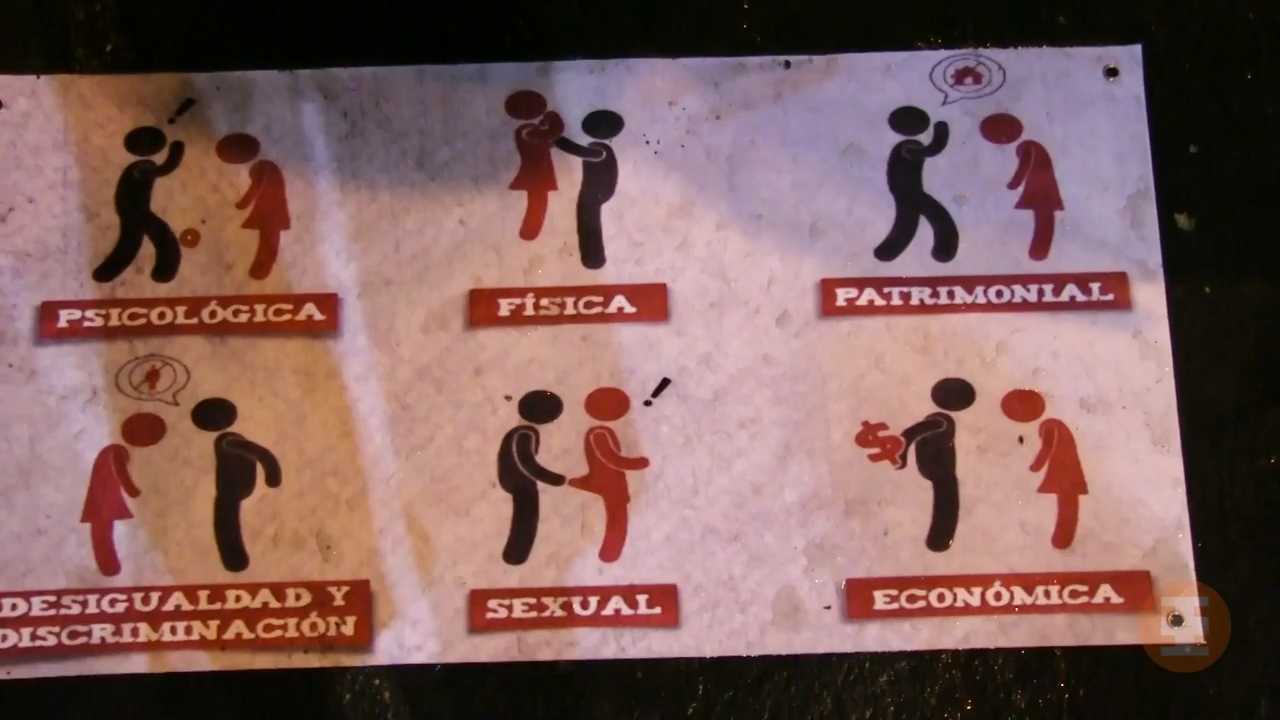 PSICOLÓGICA
FÍSICA
PATRIMONIAL
DESIGUALDAD Y
DISCRIMINACIÓN
SEXUAL
ECONÓMICA